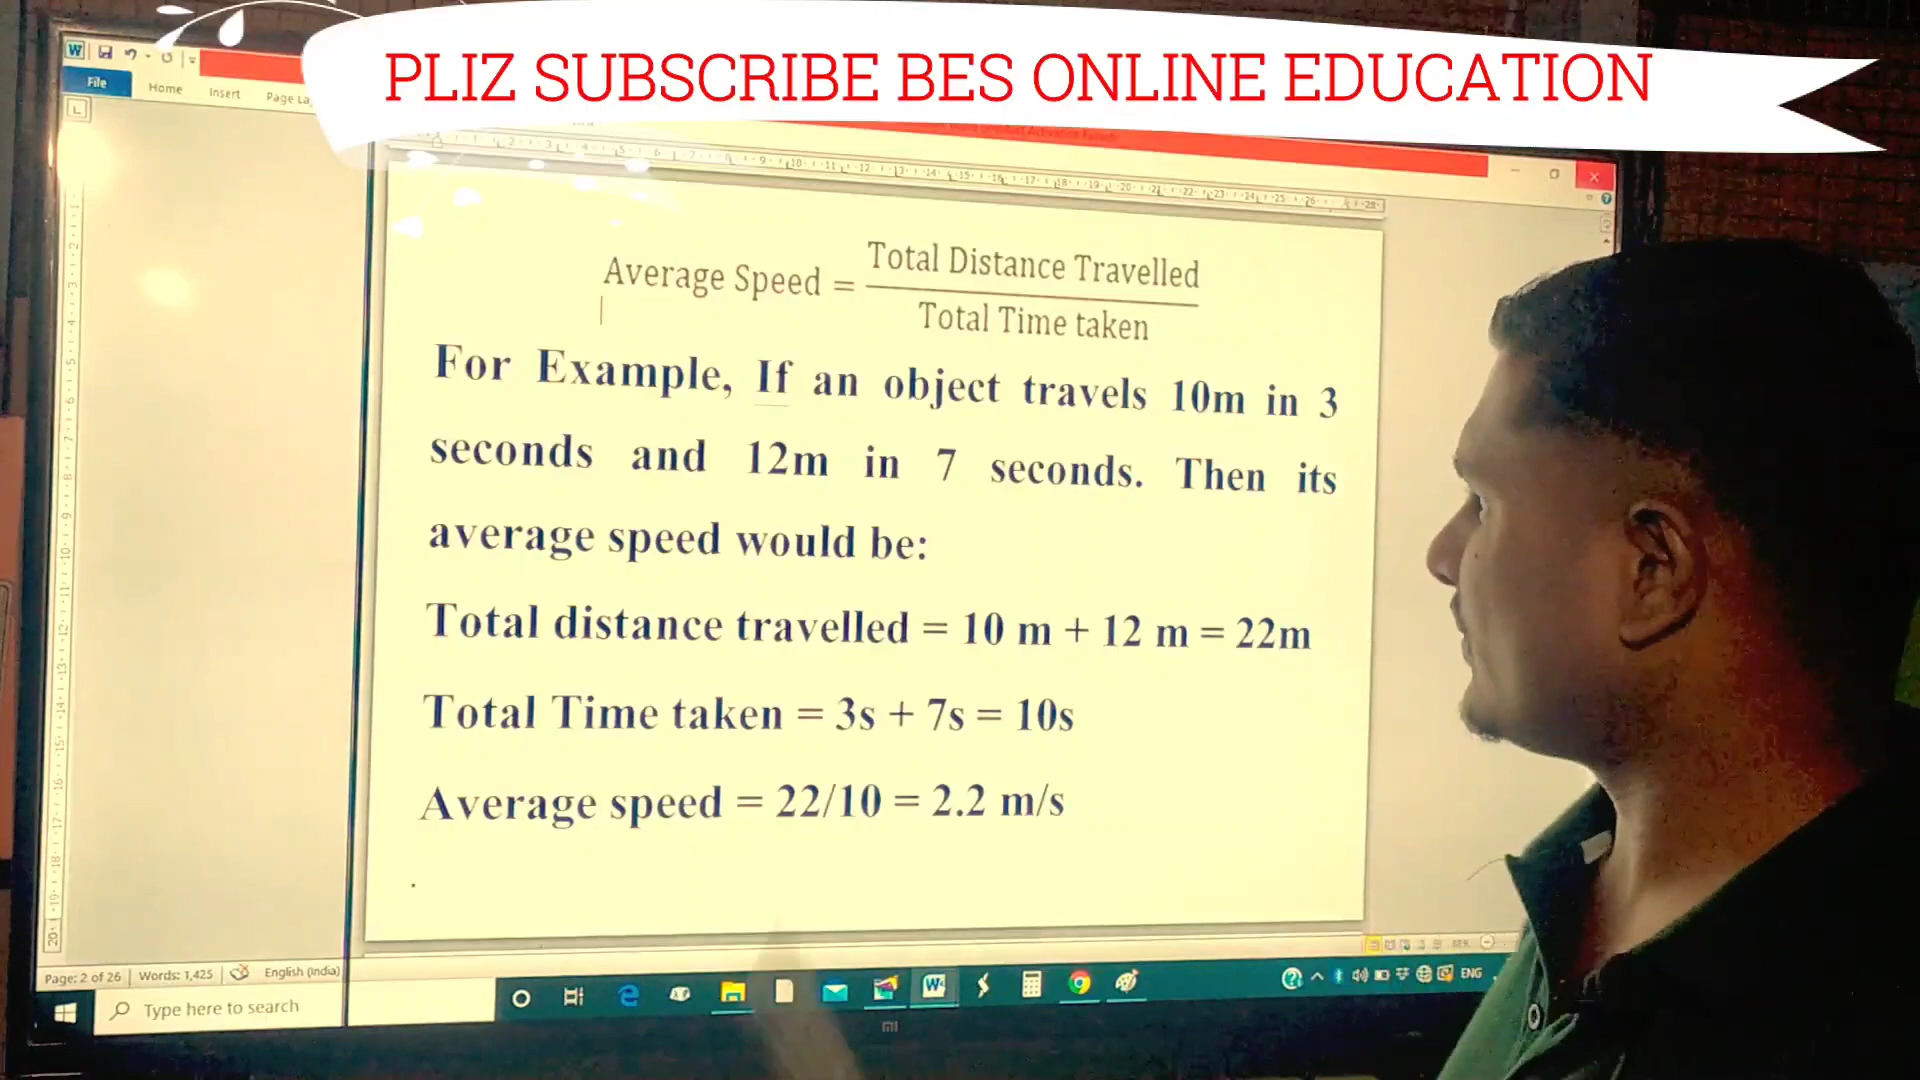 PLIZ SUBSCRIBE BES ONLINE EDUCATION
File Home Insert Page La
Average Speed = Total Distance Travelled
Total Time taken
For Example, If an object travels 10m in 3
seconds and 12m in 7 seconds. Then its
average speed would be:
Total distance travelled = 10 m + 12 m = 22m
Total Time taken = 3s + 7s = 10s
Average speed = 22/10 = 2.2 m/s
.
Page: 2 of 26 Words: 1,425 English (India)
Type here to search
ENG
mi